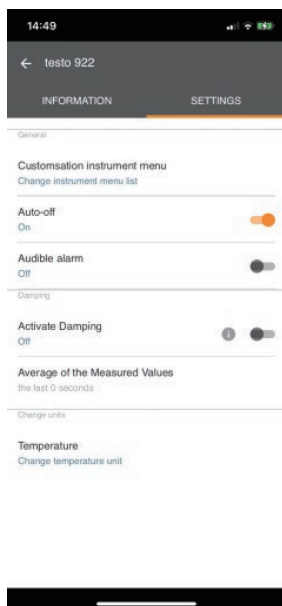 14:49
testo 922
INFORMATION
SETTINGS
General
Customsation instrument menu
Change instrument menu list
Auto-off
On
Audible alarm
Off
Damping
Activate Damping
Off
Average of the Measured Values
the last 0 seconds
Change units
Temperature
Change temperature unit